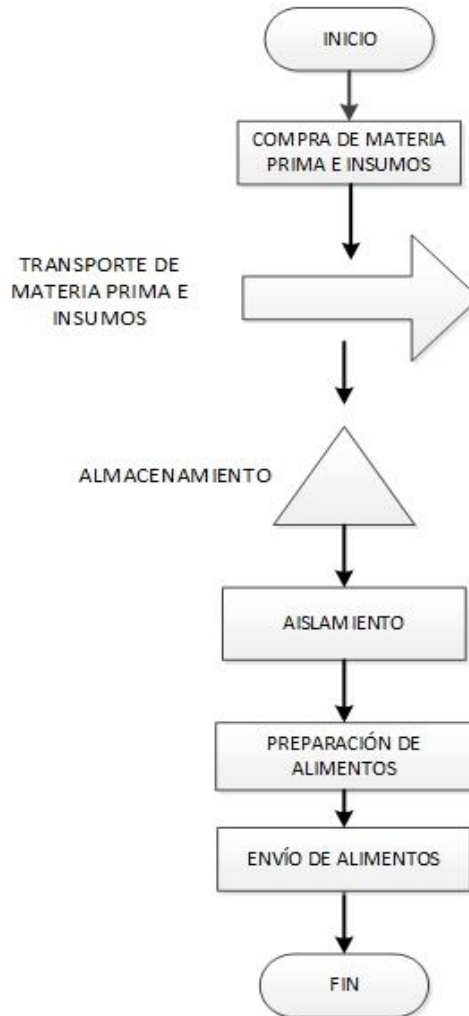 INICIO
COMPRA DE MATERIA
PRIMA E INSUMOS
TRANSPORTE DE
MATERIA PRIMA E
INSUMOS
ALMACENAMIENTO
AISLAMIENTO
PREPARACIÓN DE
ALIMENTOS
ENVÍO DE ALIMENTOS
FIN